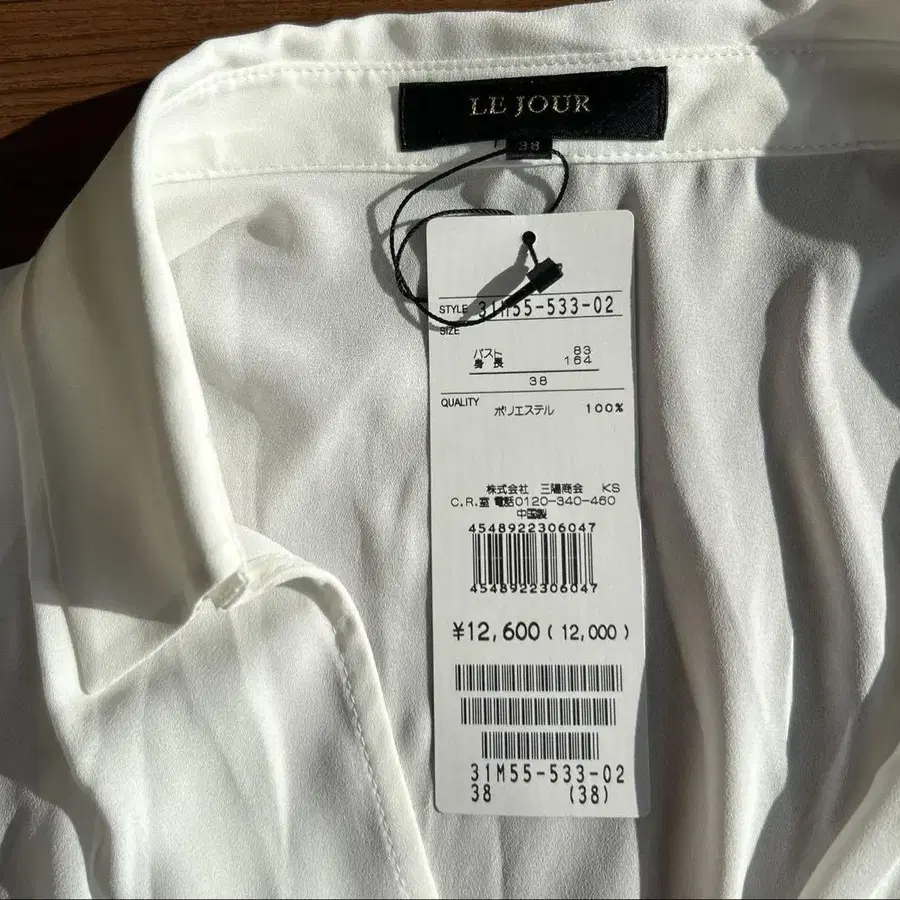 LE JOUR
38
STYLE 31M55-533-02
SIZE
バスト 83
身長 164
38
QUALITY ポリエステル 100%
株式会社 三陽商会 KS
C.R.室 電話0120-340-460
中国製
4548922306047
4548922306047
¥12,600 ( 12,000 )
31M55-533-02
38 (38)